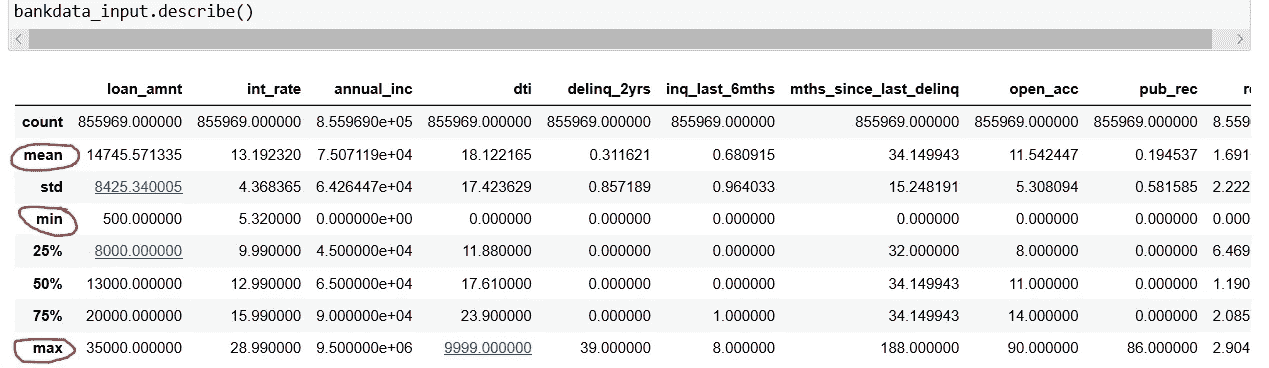 bankdata_input.describe()
loan_amnt int_rate annual_inc dti delinq_2yrs inq_last_6mths mths_since_last_delinq open_acc pub_rec
count 855969.000000 855969.000000 8.559690e+05 855969.000000 855969.000000 855969.000000 855969.000000 855969.000000 855969.000000 8.559
mean 14745.571335 13.192320 7.507119e+04 18.122165 0.311621 0.680915 34.149943 11.542447 0.194537 1.691
std 8425.340005 4.368365 6.426447e+04 17.423629 0.857189 0.964033 15.248191 5.308094 0.581585 2.222
min 500.000000 5.320000 0.000000e+00 0.000000 0.000000 0.000000 0.000000 0.000000 0.000000 0.000
25% 8000.000000 9.990000 4.500000e+04 11.880000 0.000000 0.000000 32.000000 8.000000 0.000000 6.469
50% 13000.000000 12.990000 6.500000e+04 17.610000 0.000000 0.000000 34.149943 11.000000 0.000000 1.190
75% 20000.000000 15.990000 9.000000e+04 23.900000 0.000000 1.000000 34.149943 14.000000 0.000000 2.085
max 35000.000000 28.990000 9.500000e+06 9999.000000 39.000000 8.000000 188.000000 90.000000 86.000000 2.904